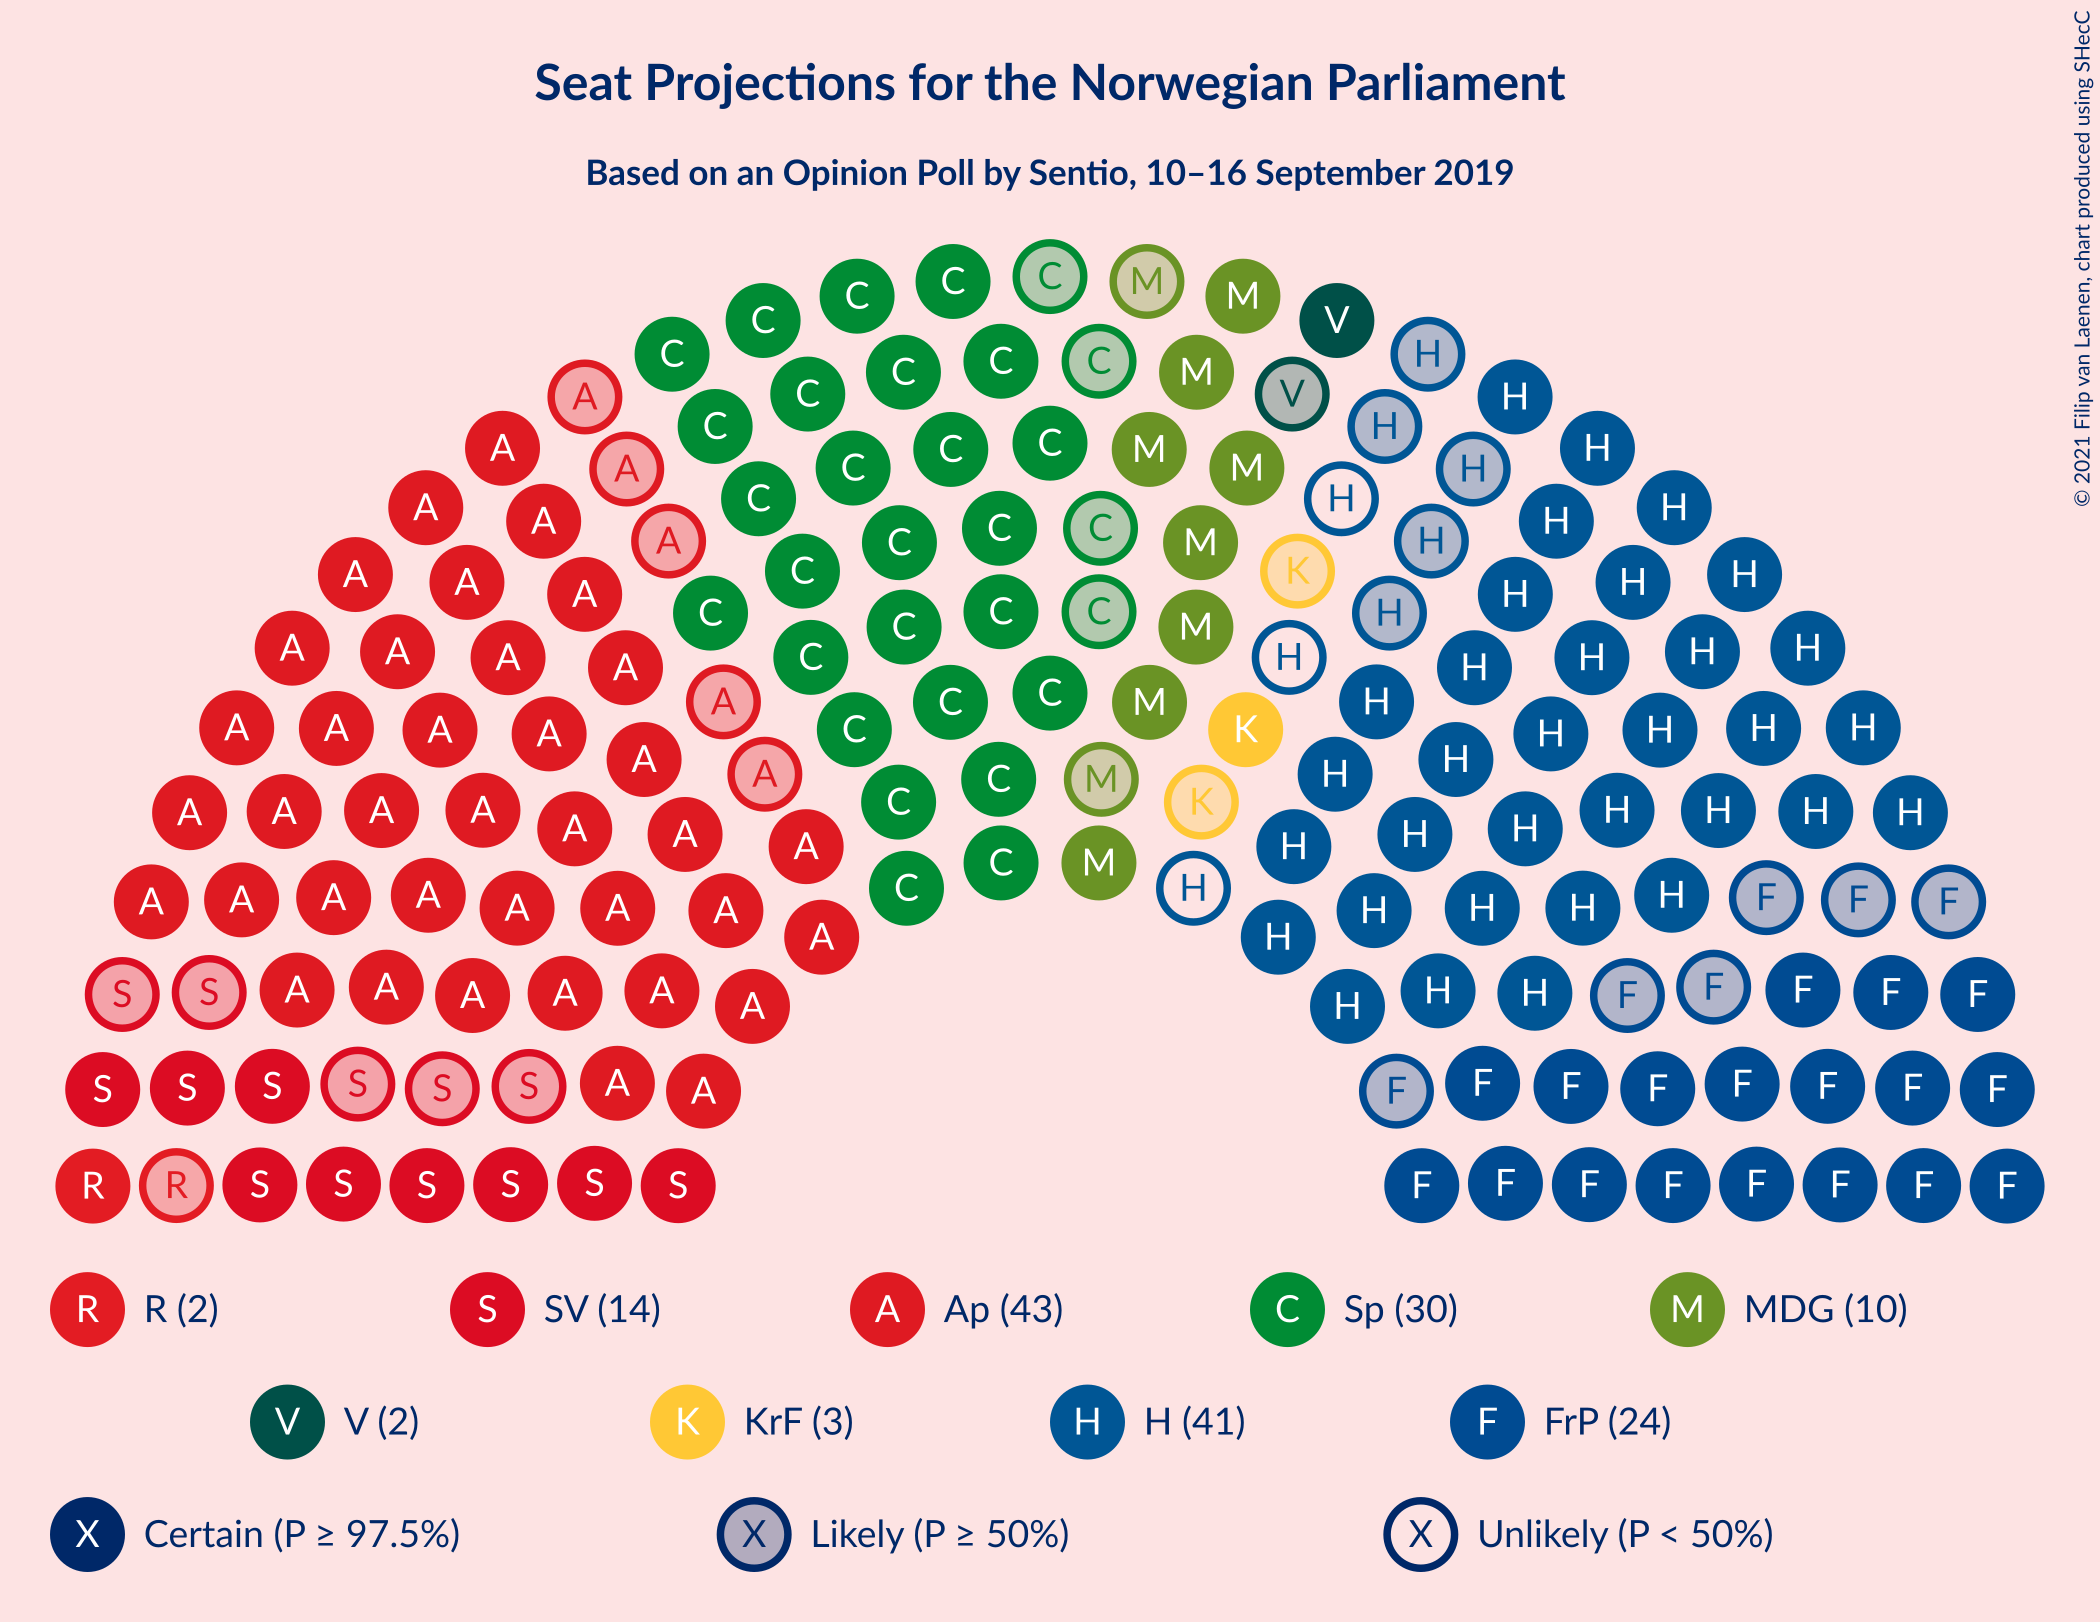 Seat Projections for the Norwegian Parliament
Based on an Opinion Poll by Sentio, 10–16 September 2019
© 2021 Filip van Laenen, chart produced using SHecC
C C C M M
C C V
C C C C M V H
A C C M H H
A A C C C C M M H H H
A A A C C C C M K H H H H
A A A A C C C C M H H H H H
A A A A A C C C M K H H H H H
A A A A A A A C C M K H H H H H H H
A A A A A A A A C C M H H H H H H F F F
S S A A A A A A H H H F F F F F
S S S S S S A A F F F F F F F F
R R S S S S S S F F F F F F F F
R R (2) S SV (14) A Ap (43) C Sp (30) M MDG (10)
V V (2) K KrF (3) H H (41) F FrP (24)
X Certain (P ≥ 97.5%) X Likely (P ≥ 50%) X Unlikely (P < 50%)